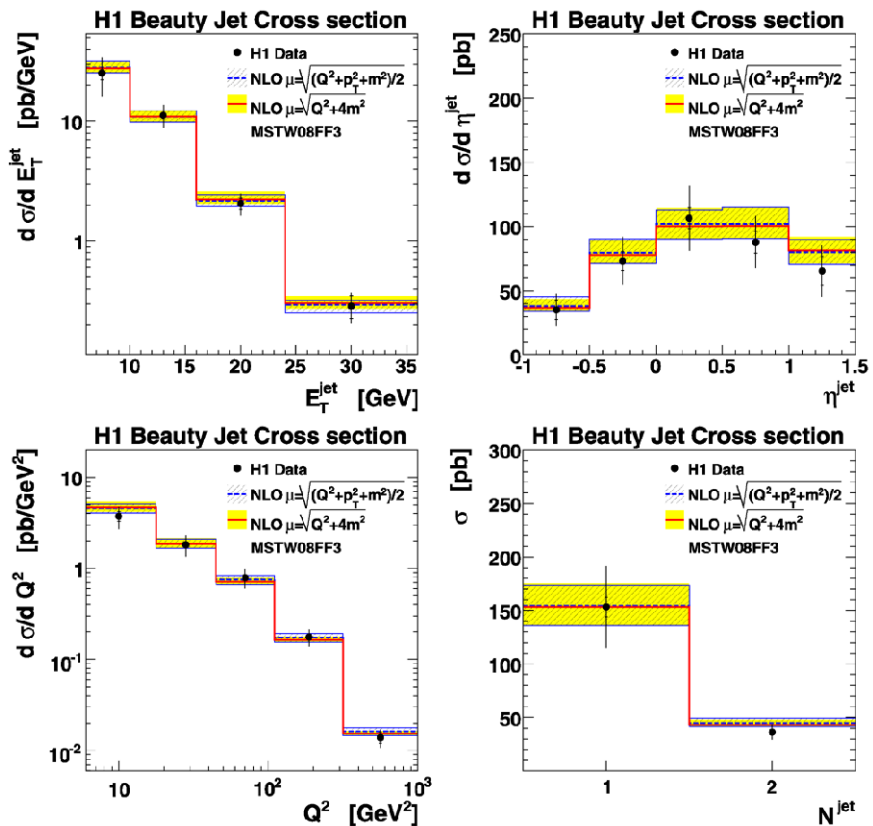 H1 Beauty Jet Cross section
H1 Data
NLO μ=√(Q²+p_T²+m²)/2
NLO μ=√Q²+4m²
MSTW08FF3
d σ/d E_T^jet [pb/GeV]
10
1
10 15 20 25 30 35
E_T^jet [GeV]
H1 Beauty Jet Cross section
H1 Data
NLO μ=√(Q²+p_T²+m²)/2
NLO μ=√Q²+4m²
MSTW08FF3
d σ/d η^jet [pb]
250
200
150
100
50
0
-1 -0.5 0 0.5 1 1.5
η^jet
H1 Beauty Jet Cross section
H1 Data
NLO μ=√(Q²+p_T²+m²)/2
NLO μ=√Q²+4m²
MSTW08FF3
d σ/d Q² [pb/GeV²]
10
1
10⁻¹
10⁻²
10 10² 10³
Q² [GeV²]
H1 Beauty Jet Cross section
H1 Data
NLO μ=√(Q²+p_T²+m²)/2
NLO μ=√Q²+4m²
MSTW08FF3
σ [pb]
300
250
200
150
100
50
0
1 2
N^jet